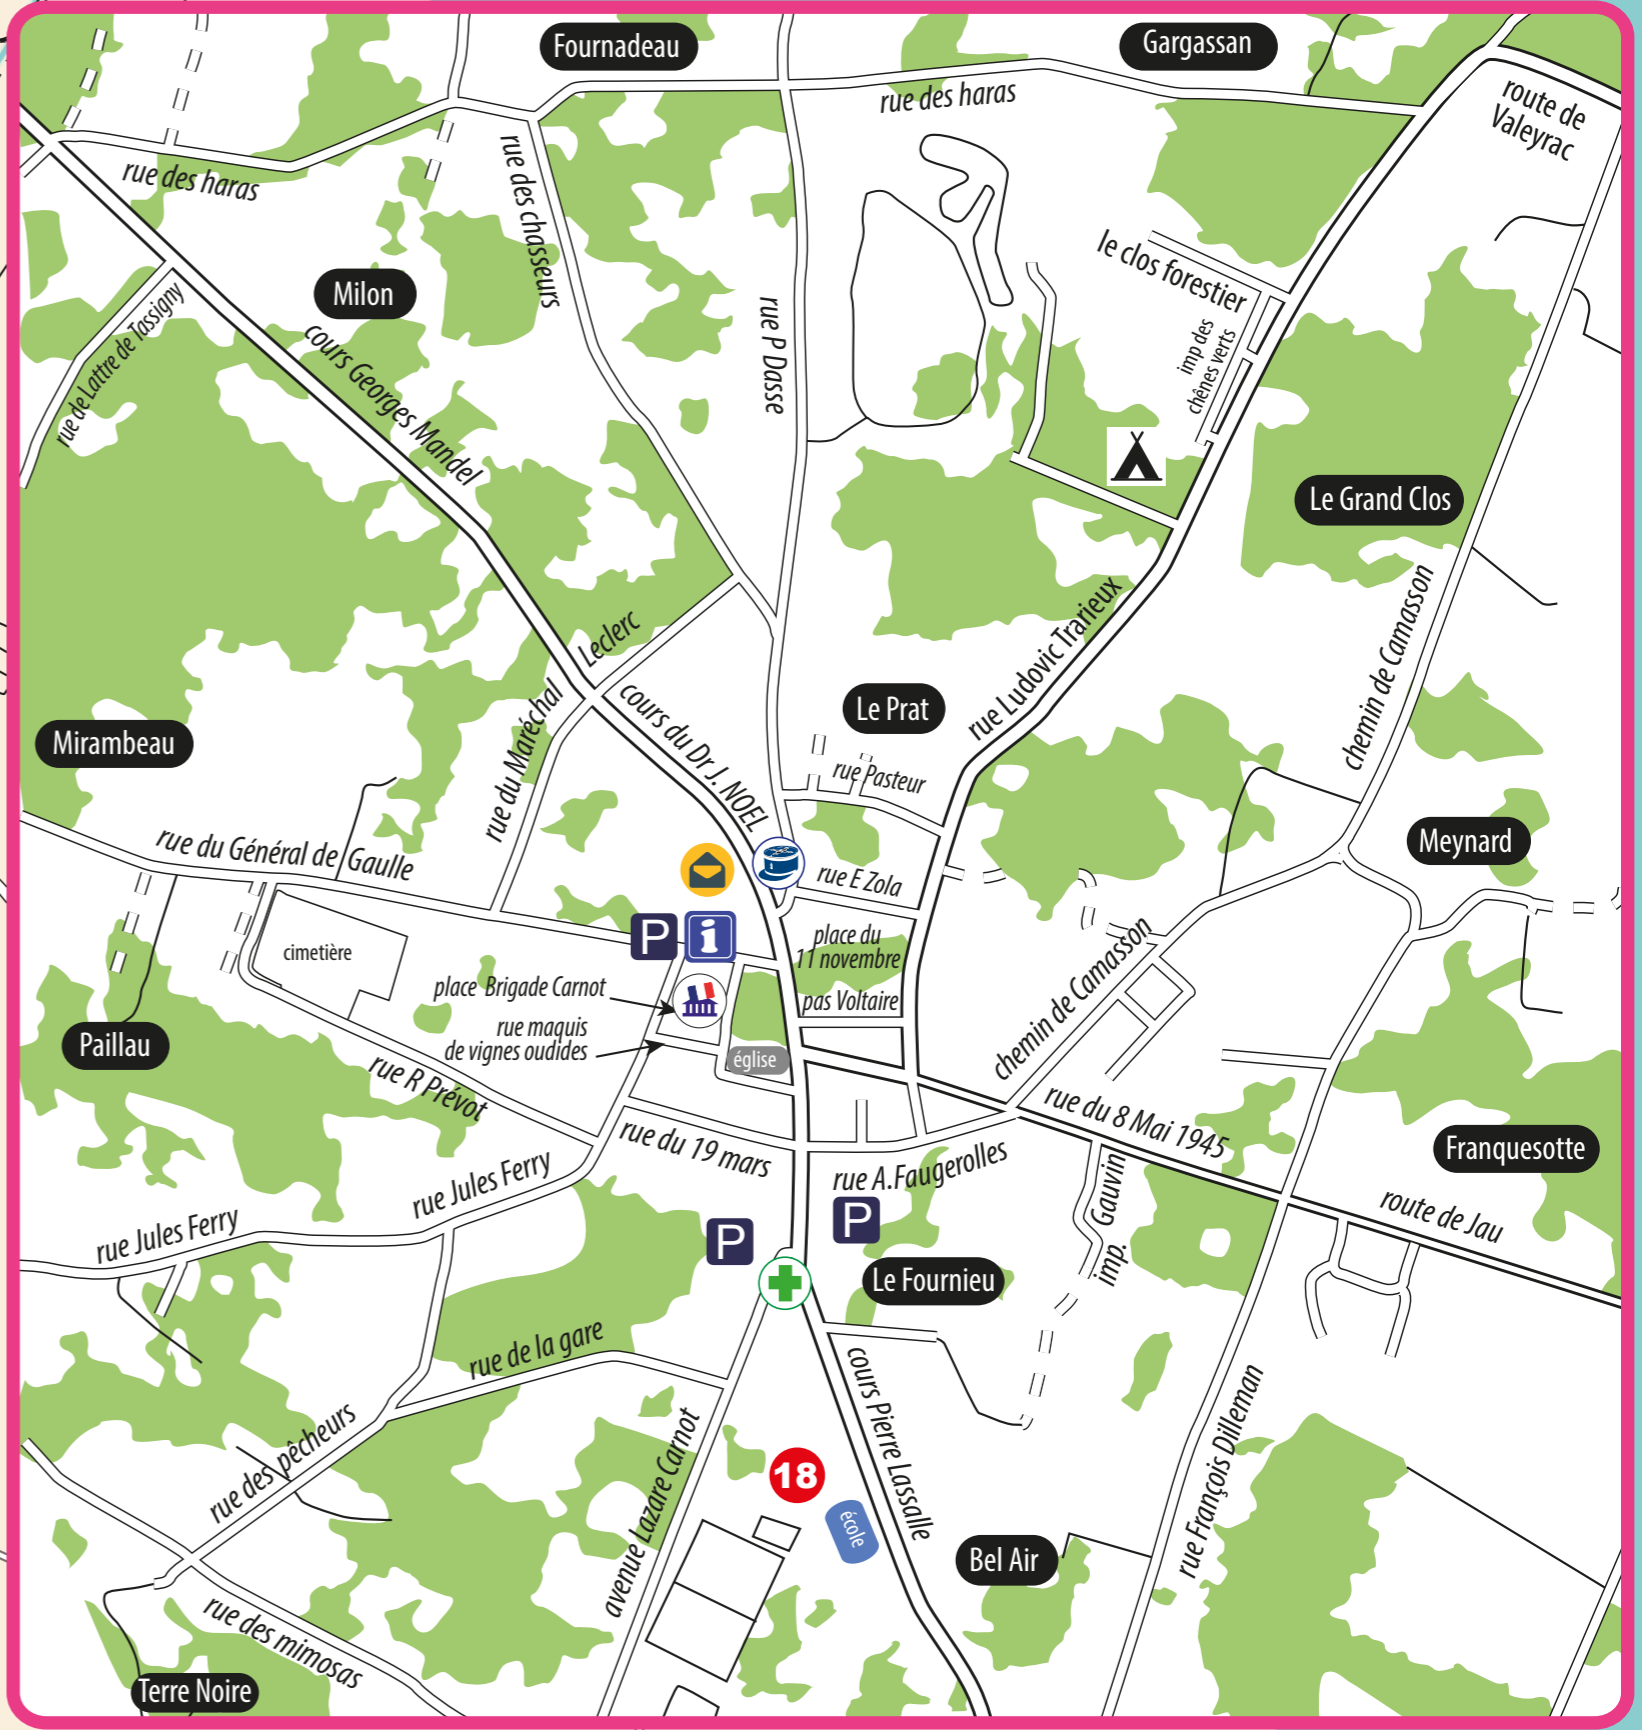 Fournadeau
Gargassan
route de
Valeyrac
rue des haras
rue des haras
rue des chasseurs
le clos forestier
Milon
rue de Lattre de Tassigny
cours Georges Mandel
rue P Dasse
imp des
chênes verts
Le Grand Clos
chemin de Camasson
rue Ludovic Trarieux
Leclerc
rue du Maréchal
cours du Dr J. NOEL
Le Prat
Mirambeau
rue Pasteur
Meynard
rue du Général de Gaulle
rue E Zola
P
i
place du
11 novembre
cimetière
place Brigade Carnot
pas Voltaire
rue maquis
de vignes oudides
église
chemin de Camasson
Paillau
rue R Prévot
rue du 8 Mai 1945
rue du 19 mars
rue A.Faugerolles
Franquesotte
rue Jules Ferry
rue Jules Ferry
imp. Gauvin
route de Jau
P
P
Le Fournieu
rue de la gare
cours Pierre Lassalle
rue des pêcheurs
avenue Lazare Carnot
rue François Dilleman
18
école
Bel Air
rue des mimosas
Terre Noire